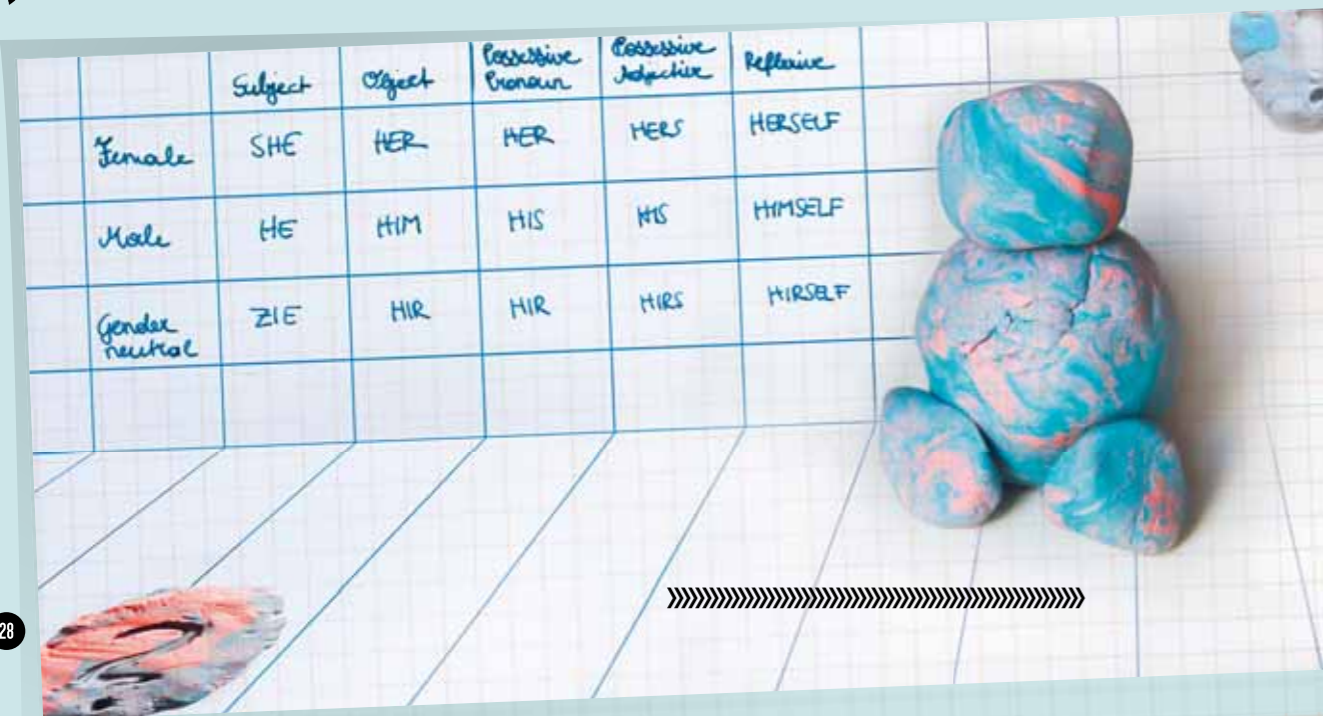 Subject Object Possessive Pronoun Possessive Adjective Reflexive
Female SHE HER HER HERS HERSELF
Male HE HIM HIS HIS HIMSELF
Gender neutral ZIE HIR HIR HIRS HIRSELF
28